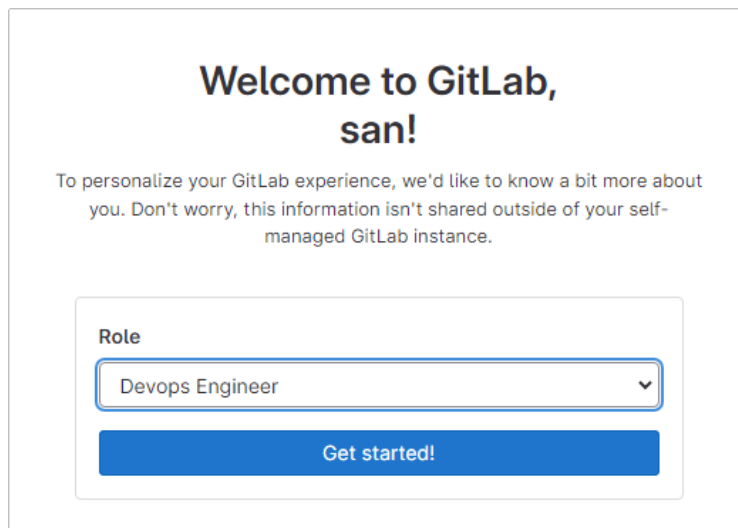 Welcome to GitLab,
san!
To personalize your GitLab experience, we'd like to know a bit more about
you. Don't worry, this information isn't shared outside of your self-
managed GitLab instance.
Role
Devops Engineer
Get started!